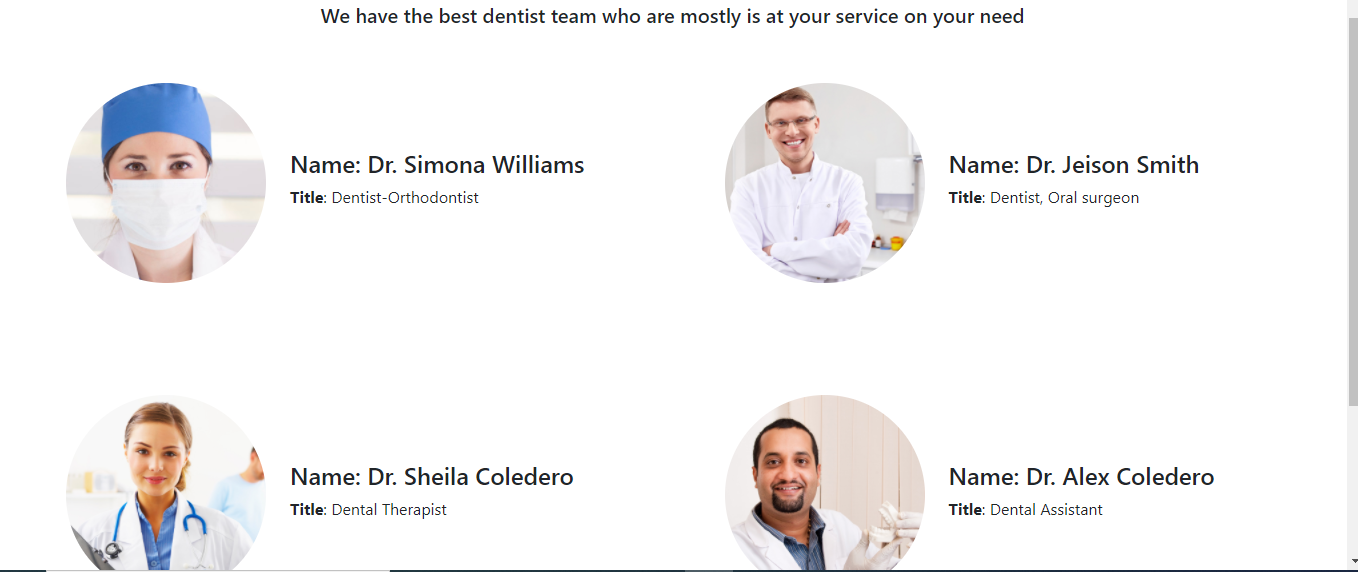 We have the best dentist team who are mostly is at your service on your need
Name: Dr. Simona Williams
Title: Dentist-Orthodontist
Name: Dr. Jeison Smith
Title: Dentist, Oral surgeon
Name: Dr. Sheila Coledero
Title: Dental Therapist
Name: Dr. Alex Coledero
Title: Dental Assistant